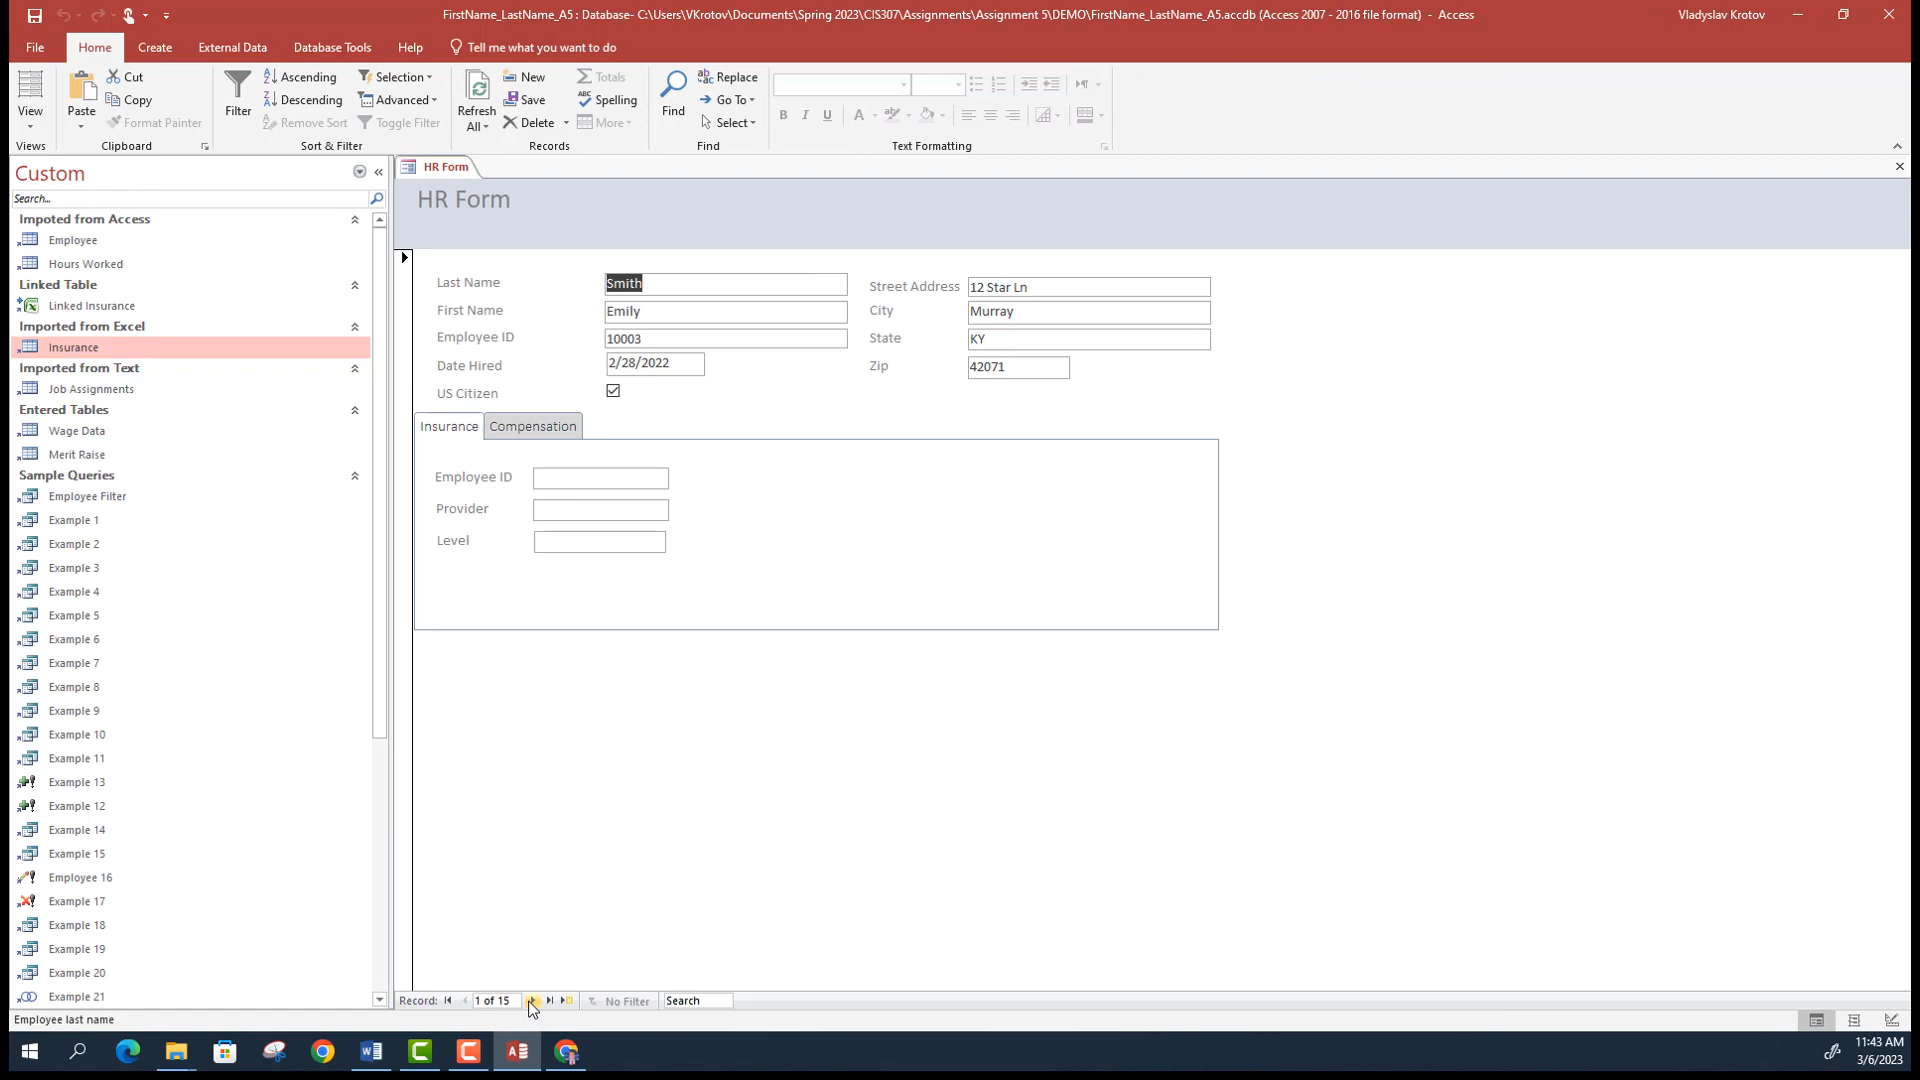 FirstName_LastName_A5 : Database- C:\Users\VKrotov\Documents\Spring 2023\CIS307\Assignments\Assignment 5\DEMO\FirstName_LastName_A5.accdb (Access 2007 - 2016 file format) - Access
Vladyslav Krotov
File Home Create External Data Database Tools Help Tell me what you want to do
View
Views
Paste
Cut
Copy
Format Painter
Clipboard
Filter
Ascending
Descending
Remove Sort
Selection
Advanced
Toggle Filter
Sort & Filter
Refresh
All
New
Save
Delete
Totals
Spelling
More
Records
Find
Replace
Go To
Select
Find
B I U A
Text Formatting
Custom
Search...
Impoted from Access
Employee
Hours Worked
Linked Table
Linked Insurance
Imported from Excel
Insurance
Imported from Text
Job Assignments
Entered Tables
Wage Data
Merit Raise
Sample Queries
Employee Filter
Example 1
Example 2
Example 3
Example 4
Example 5
Example 6
Example 7
Example 8
Example 9
Example 10
Example 11
Example 13
Example 12
Example 14
Example 15
Employee 16
Example 17
Example 18
Example 19
Example 20
Example 21
HR Form
HR Form
Last Name Smith
First Name Emily
Employee ID 10003
Date Hired 2/28/2022
US Citizen
Street Address 12 Star Ln
City Murray
State KY
Zip 42071
Insurance Compensation
Employee ID
Provider
Level
Record: 1 of 15 No Filter Search
Employee last name
11:43 AM
3/6/2023